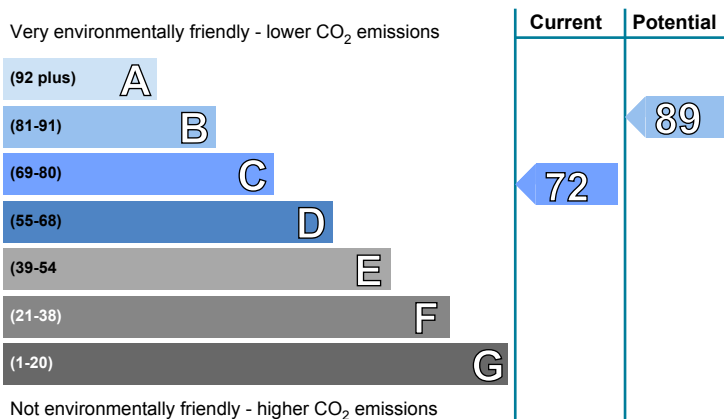 Current Potential
Very environmentally friendly - lower CO2 emissions
(92 plus) A
(81-91) B
89
(69-80) C
72
(55-68) D
(39-54 E
(21-38) F
(1-20) G
Not environmentally friendly - higher CO2 emissions